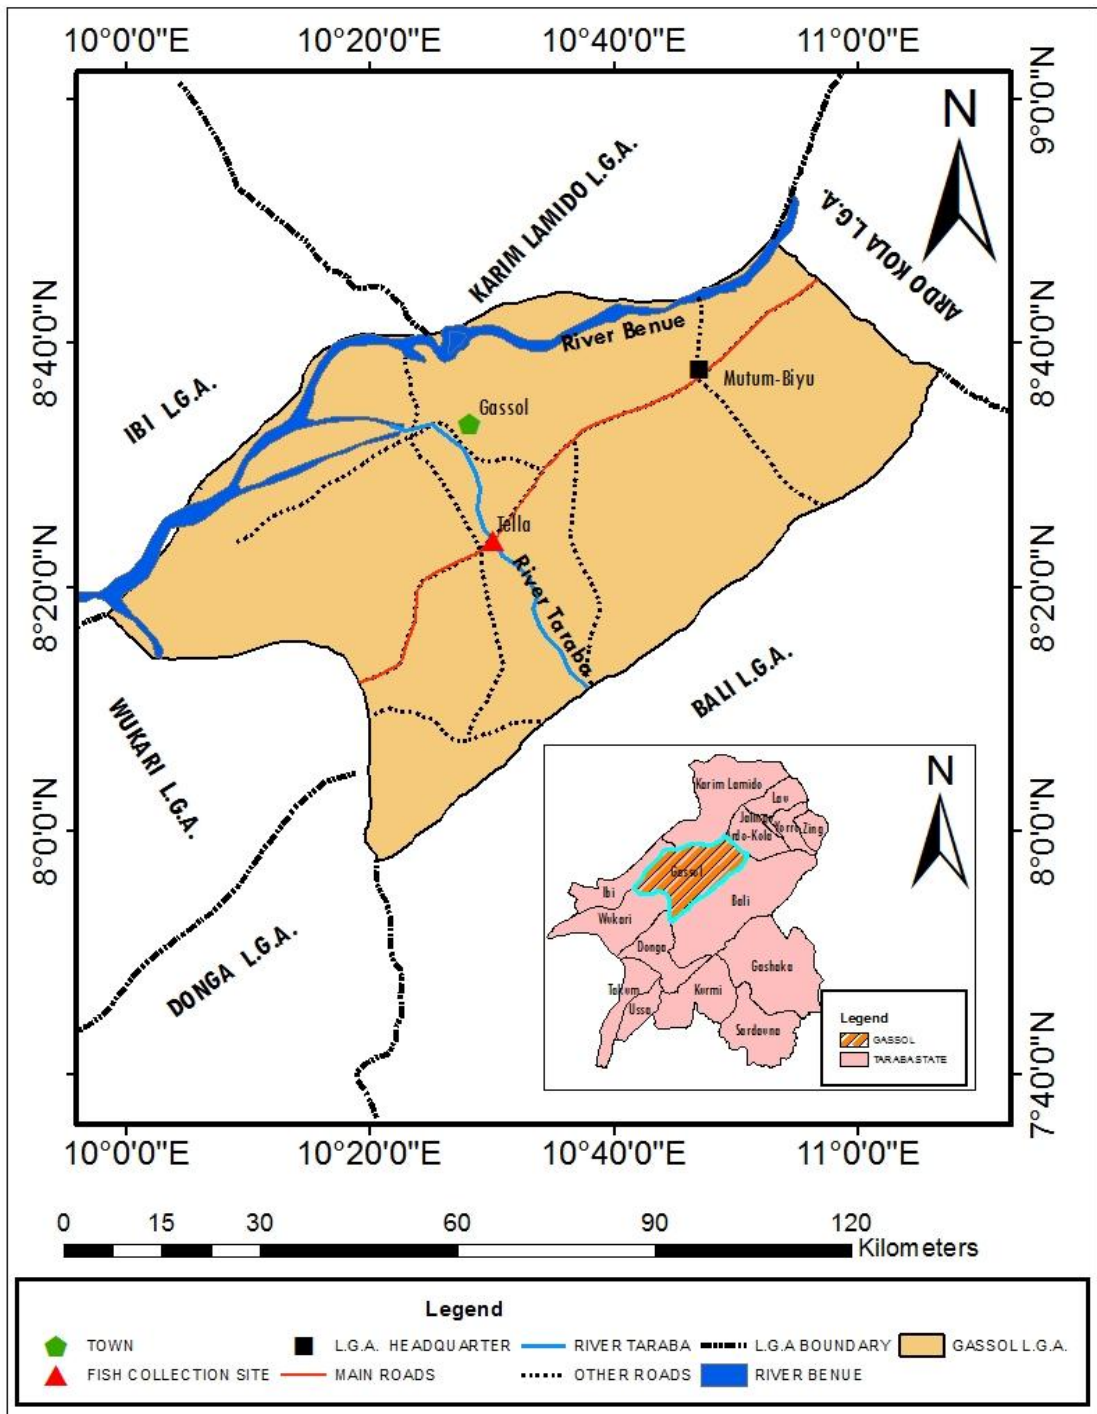 10°0'0"E 10°20'0"E 10°40'0"E 11°0'0"E
9°0'0"N
N
KARIM LAMIDO L.G.A.
ARDO KOLA L.G.A.
8°40'0"N
8°40'0"N
River Benue
Mutum-Biyu
IBI L.G.A.
Gassol
Tella
River Taraba
8°20'0"N
8°20'0"N
BALI L.G.A.
WUKARI L.G.A.
8°0'0"N
8°0'0"N
DONGA L.G.A.
N
Karim Lamido
Lau
Yorro
Zing
Gassol
Ibi
Bali
Wukari
Donga
Gashaka
Takum
Kurmi
Ussa
Sardauna
Legend
GASSOL
TARABA STATE
7°40'0"N
10°0'0"E 10°20'0"E 10°40'0"E 11°0'0"E
0 15 30 60 90 120
Kilometers
Legend
TOWN L.G.A. HEADQUARTER RIVER TARABA L.G.A BOUNDARY GASSOL L.G.A.
FISH COLLECTION SITE MAIN ROADS OTHER ROADS RIVER BENUE